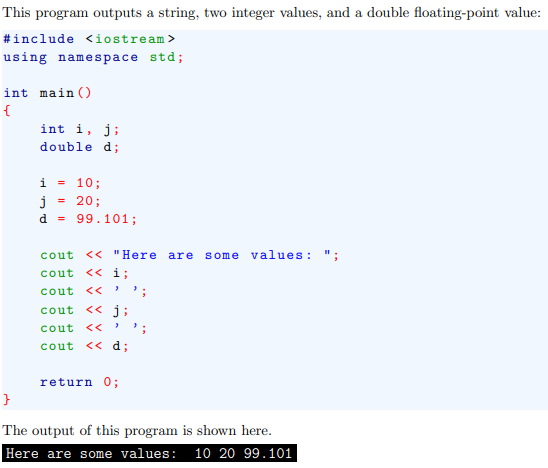 This program outputs a string, two integer values, and a double floating-point value:
#include <iostream>
using namespace std;

int main()
{
    int i, j;
    double d;

    i = 10;
    j = 20;
    d = 99.101;

    cout << "Here are some values: ";
    cout << i;
    cout << ’ ’;
    cout << j;
    cout << ’ ’;
    cout << d;

    return 0;
}
The output of this program is shown here.
Here are some values:  10 20 99.101